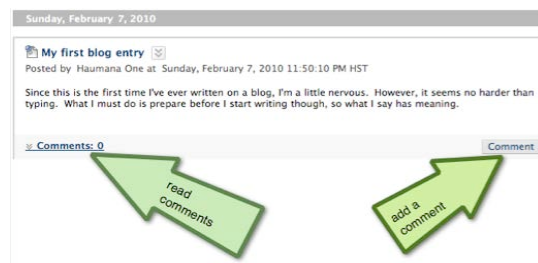 Sunday, February 7, 2010
My first blog entry
Posted by Haumana One at Sunday, February 7, 2010 11:50:10 PM HST
Since this is the first time I've ever written on a blog, I'm a little nervous. However, it seems no harder than
typing. What I must do is prepare before I start writing though, so what I say has meaning.
Comments: 0
Comment
read
comments
add a
comment